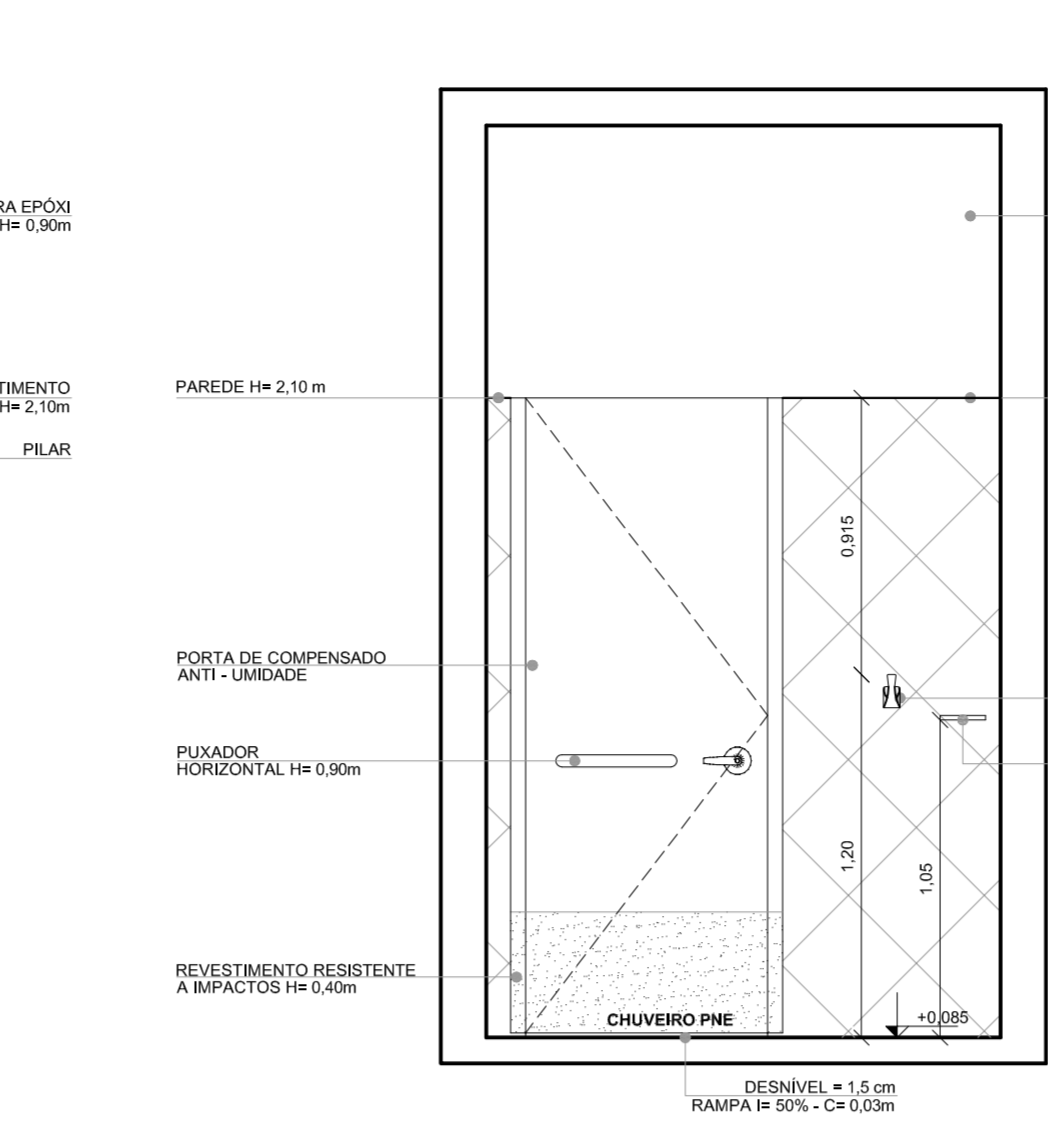 RA EPÓXI
H= 0,90m
TIMENTO
H= 2,10m
PILAR
PAREDE H= 2,10 m
PORTA DE COMPENSADO
ANTI - UMIDADE
PUXADOR
HORIZONTAL H= 0,90m
REVESTIMENTO RESISTENTE
A IMPACTOS H= 0,40m
0,915
1,20
1,05
+0,085
CHUVEIRO PNE
DESNÍVEL = 1,5 cm
RAMPA I= 50% - C= 0,03m